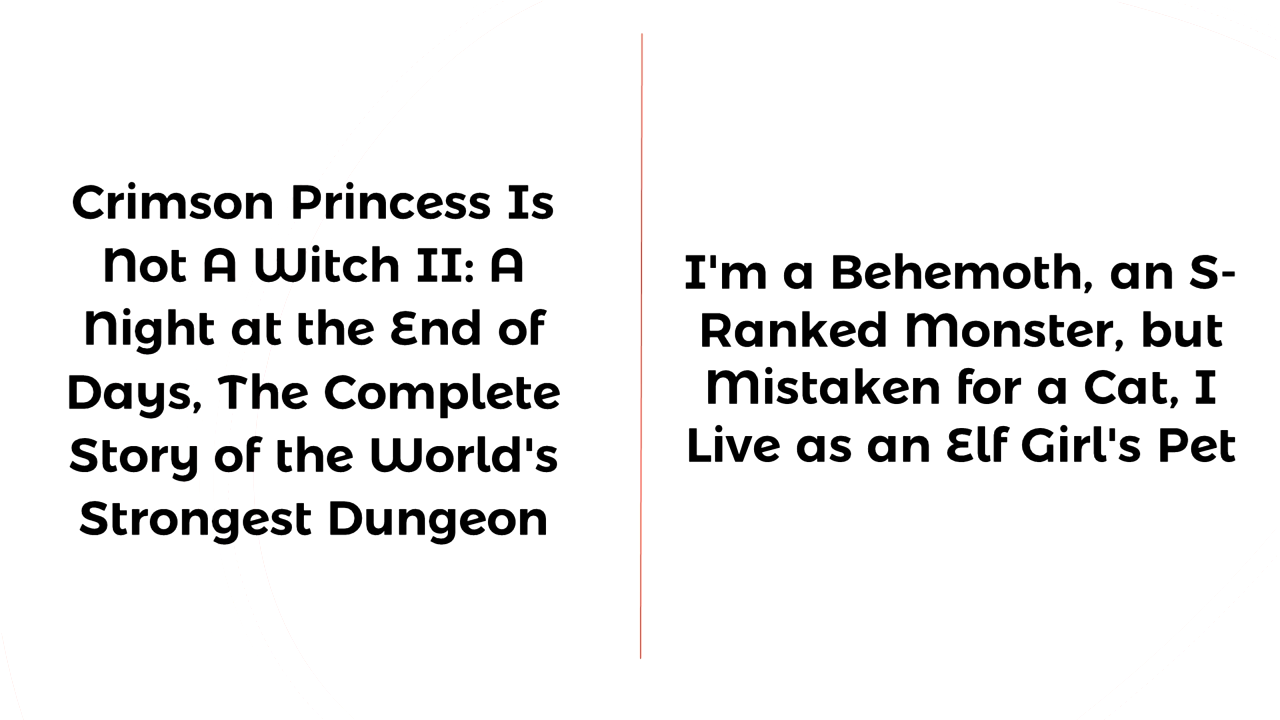 Crimson Princess Is
Not A Witch II: A
Night at the End of
Days, The Complete
Story of the World's
Strongest Dungeon
I'm a Behemoth, an S-
Ranked Monster, but
Mistaken for a Cat, I
Live as an Elf Girl's Pet